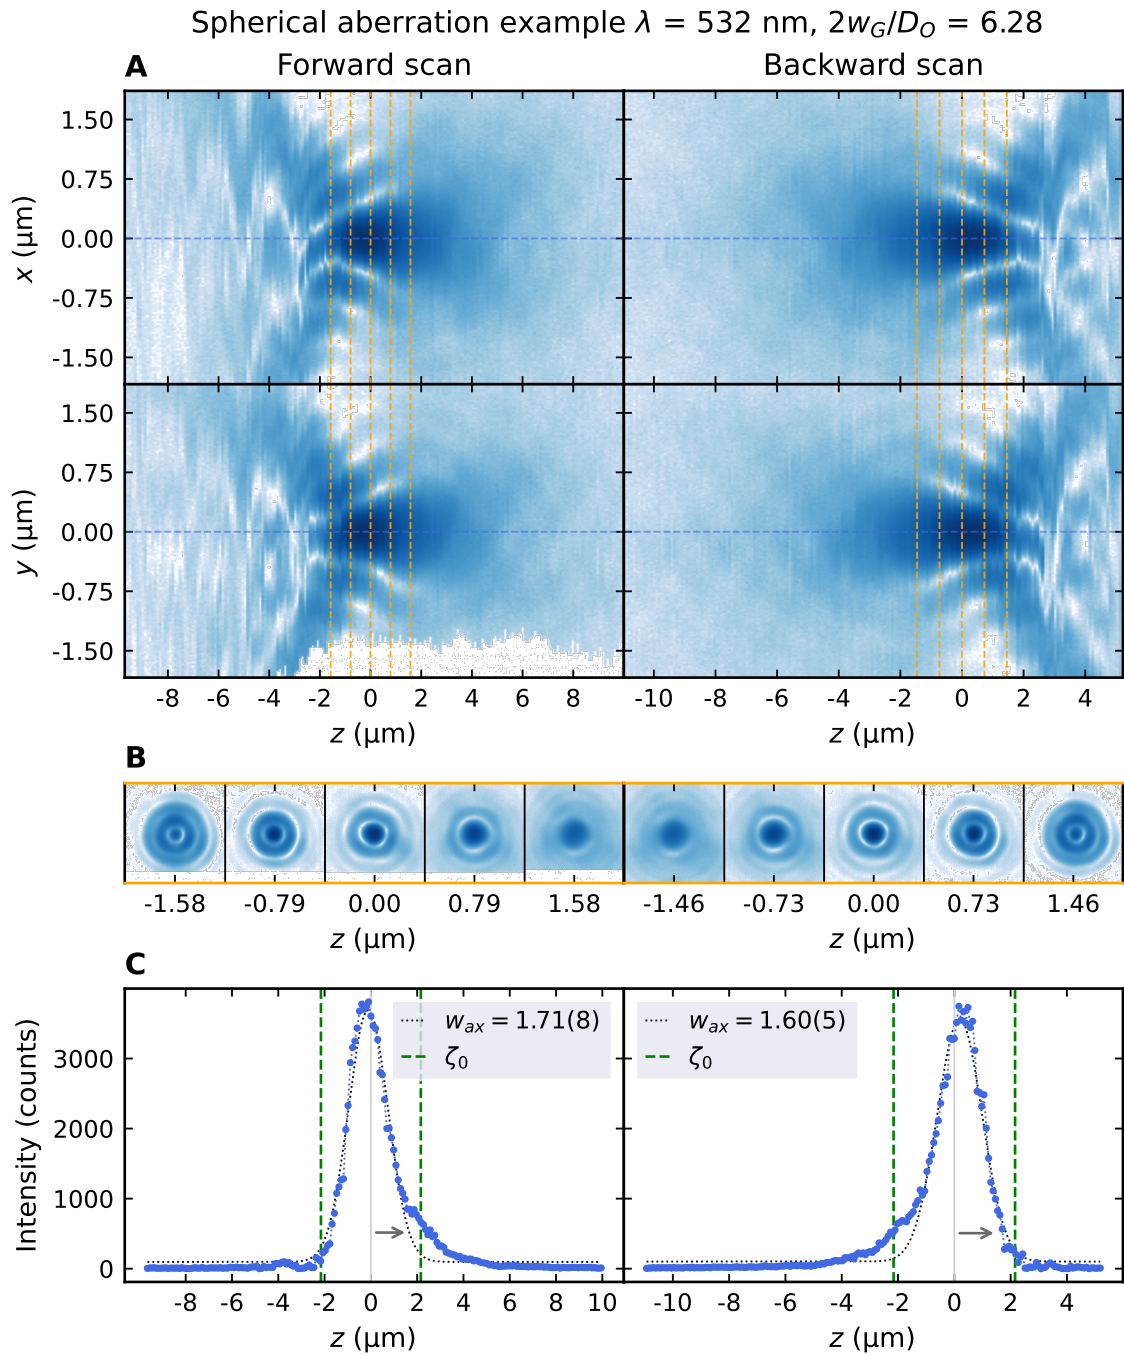 Spherical aberration example λ = 532 nm, 2w_G/D_O = 6.28
A Forward scan Backward scan
1.50
0.75
0.00
-0.75
-1.50
x (μm)
1.50
0.75
0.00
-0.75
-1.50
y (μm)
-8 -6 -4 -2 0 2 4 6 8 -10 -8 -6 -4 -2 0 2 4
z (μm) z (μm)
B
-1.58 -0.79 0.00 0.79 1.58 -1.46 -0.73 0.00 0.73 1.46
z (μm) z (μm)
C
w_ax = 1.71(8) w_ax = 1.60(5)
ζ_0 ζ_0
3000
2000
1000
0
Intensity (counts)
-8 -6 -4 -2 0 2 4 6 8 10 -10 -8 -6 -4 -2 0 2 4
z (μm) z (μm)